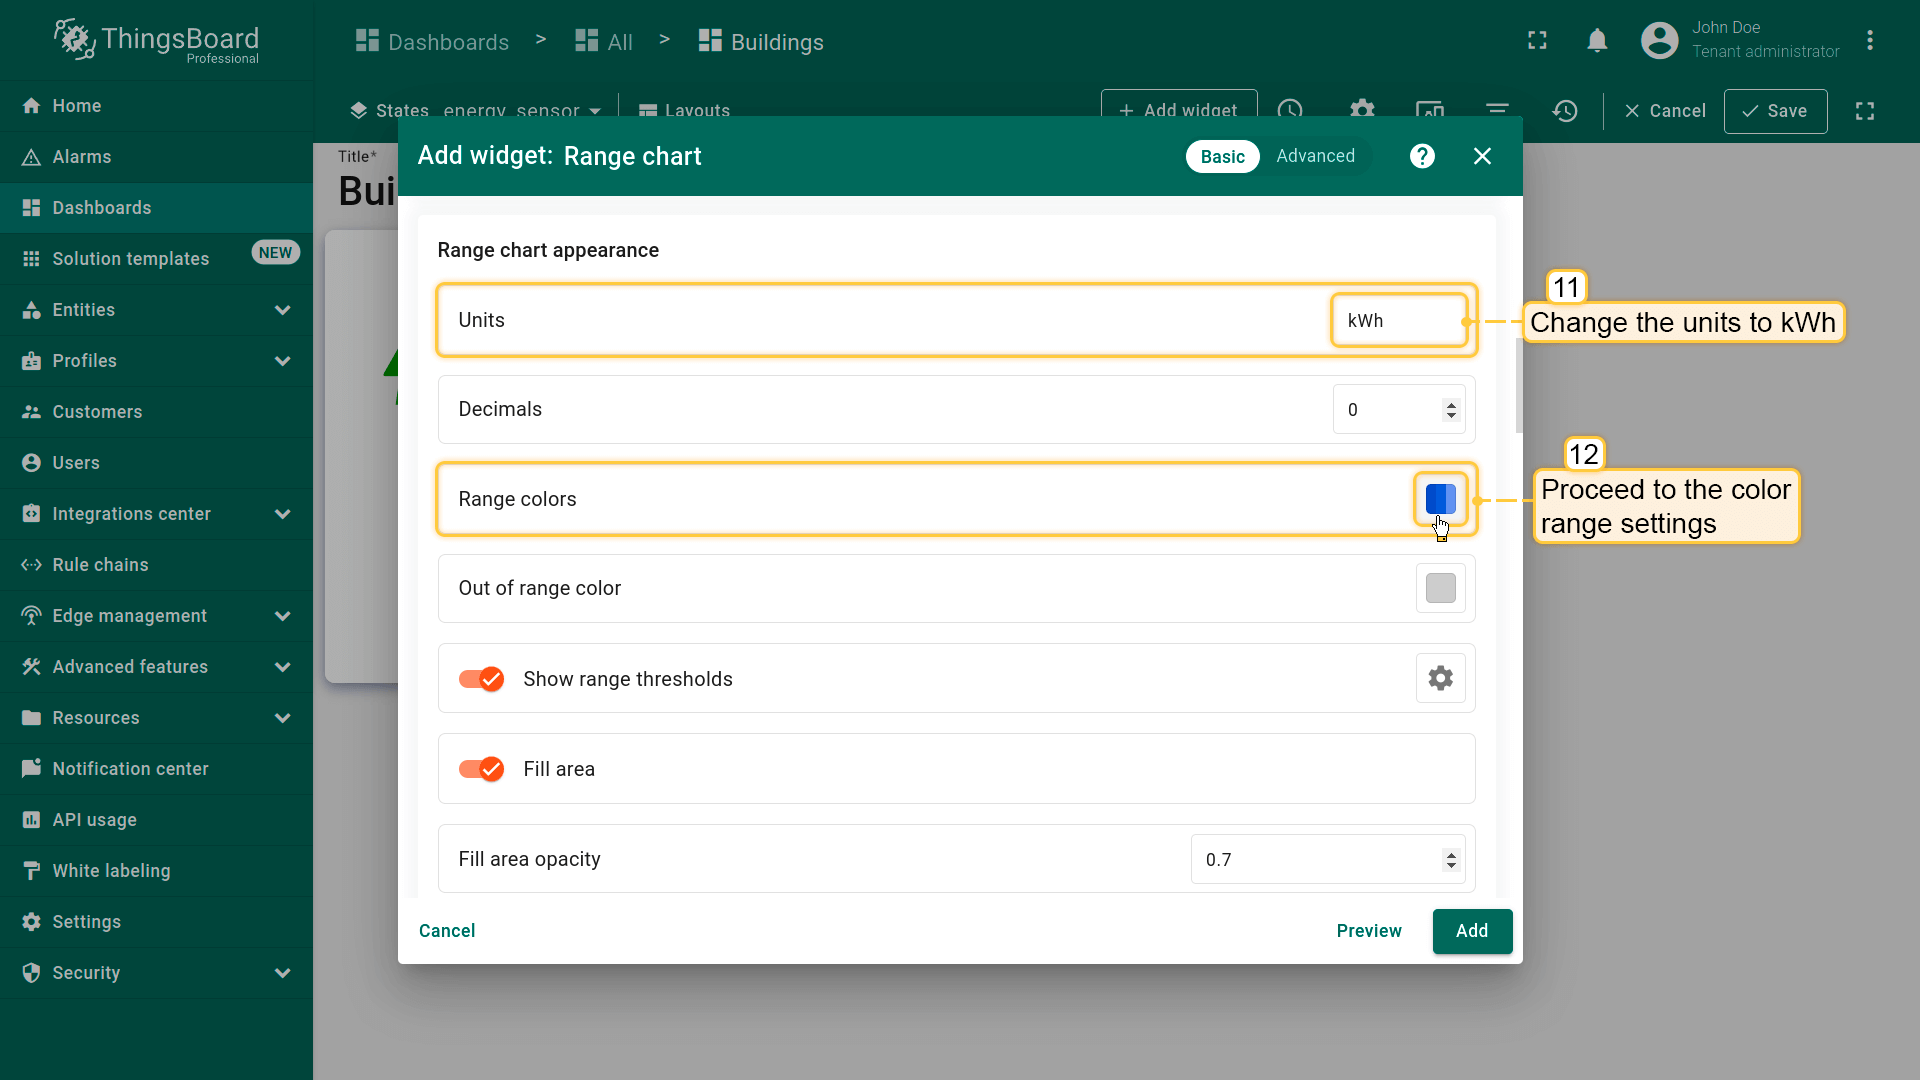 ThingsBoard
Professional
Dashboards > All > Buildings
John Doe
Tenant administrator
Home
Alarms
Dashboards
Solution templates NEW
Entities
Profiles
Customers
Users
Integrations center
Rule chains
Edge management
Advanced features
Resources
Notification center
API usage
White labeling
Settings
Security
States energy_sensor Layouts + Add widget Cancel Save
Title*
Bui
Add widget: Range chart Basic Advanced ?
Range chart appearance
Units kWh
Decimals 0
Range colors
Out of range color
Show range thresholds
Fill area
Fill area opacity 0.7
Cancel Preview Add
11
Change the units to kWh
12
Proceed to the color
range settings